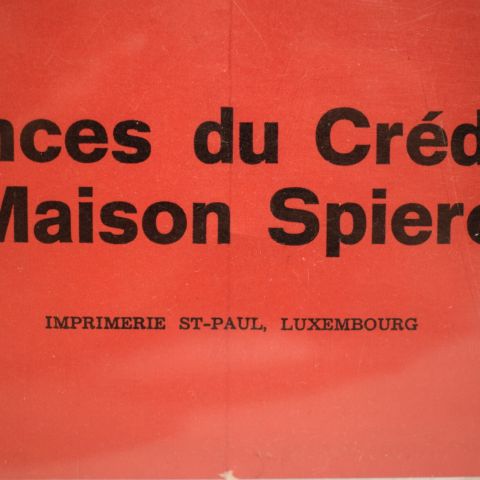 nces du Créd
Maison Spiere
IMPRIMERIE ST-PAUL, LUXEMBOURG